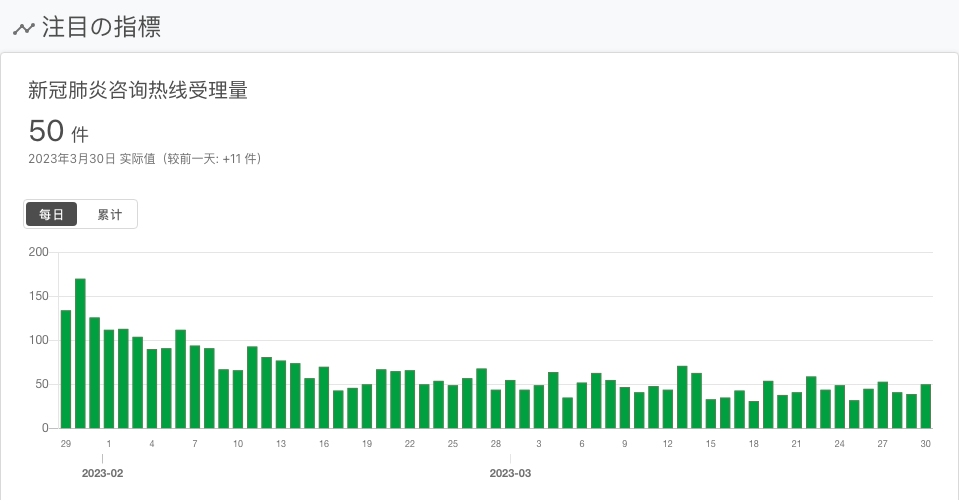 注目の指標
新冠肺炎咨询热线受理量
50 件
2023年3月30日 实际值（较前一天: +11 件）
每日 累计
200
150
100
50
0
29 1 4 7 10 13 16 19 22 25 28 3 6 9 12 15 18 21 24 27 30
2023-02 2023-03